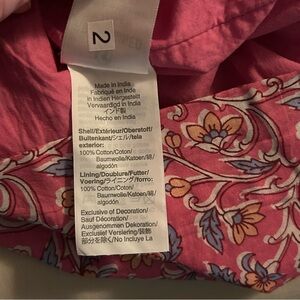 2
Made in India
Fabriqué en Inde
in Indien Hergestellt
Vervaardigd in India
インド製
Hecho en India
Shell/Extérieur/Oberstoff/
Buitenkant/シェル/tela
exterior:
100% Cotton/Coton/
Baumwolle/Katoen/綿/
algodón
Lining/Doublure/Futter/
Voering/ライニング/forro:
100% Cotton/Coton/
Baumwolle/Katoen/綿/
algodón
Exclusive of Decoration/
Sauf Décoration/
Ausgenommen Dekoration/
Exclusief Versiering/装飾
部分を除く/No Incluye La